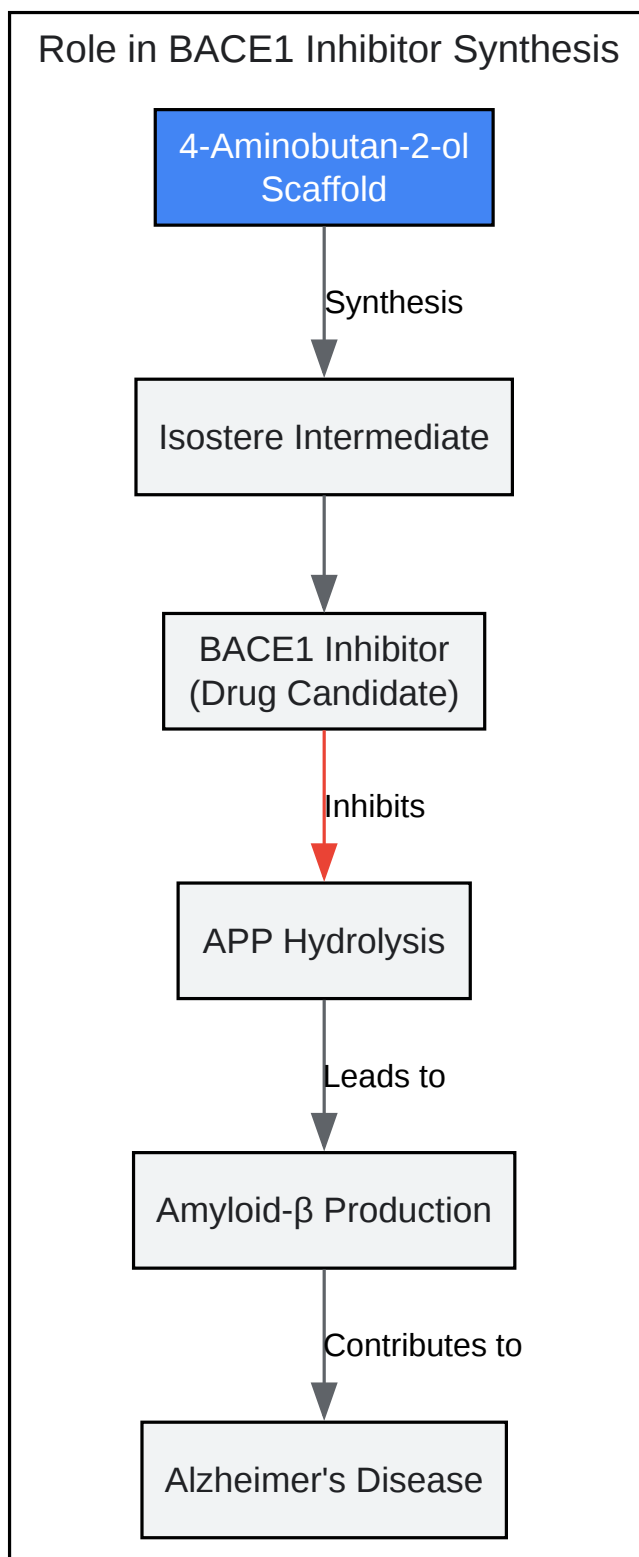 Role in BACE1 Inhibitor Synthesis
4-Aminobutan-2-ol
Scaffold
Synthesis
Isostere Intermediate
BACE1 Inhibitor
(Drug Candidate)
Inhibits
APP Hydrolysis
Leads to
Amyloid-β Production
Contributes to
Alzheimer's Disease